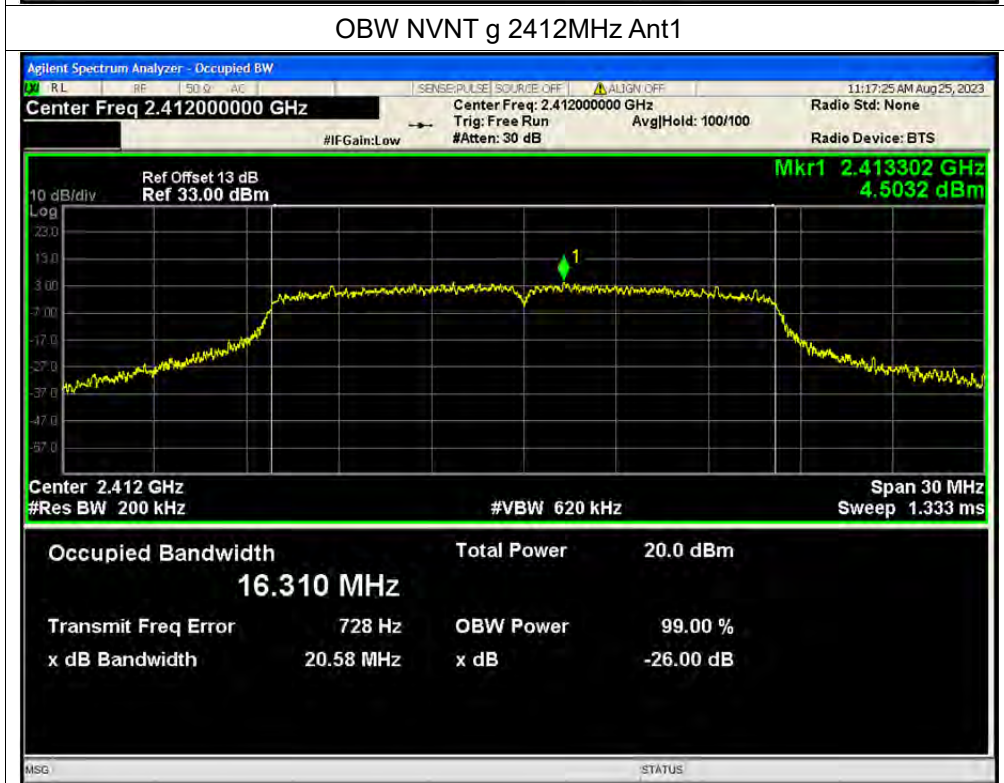 OBW NVNT g 2412MHz Ant1
Agilent Spectrum Analyzer - Occupied BW
LXI RL RF 50 Ω AC SENSE:PULSE SOURCE OFF ALIGN OFF 11:17:25 AM Aug 25, 2023
Center Freq 2.412000000 GHz Center Freq: 2.412000000 GHz Radio Std: None
Trig: Free Run Avg|Hold: 100/100
#IFGain:Low #Atten: 30 dB Radio Device: BTS
Ref Offset 13 dB Mkr1 2.413302 GHz
10 dB/div Ref 33.00 dBm 4.5032 dBm
Log
23.0
13.0
3.00
-7.00
-17.0
-27.0
-37.0
-47.0
-57.0
1
Center 2.412 GHz Span 30 MHz
#Res BW 200 kHz #VBW 620 kHz Sweep 1.333 ms
Occupied Bandwidth Total Power 20.0 dBm
16.310 MHz
Transmit Freq Error 728 Hz OBW Power 99.00 %
x dB Bandwidth 20.58 MHz x dB -26.00 dB
MSG STATUS